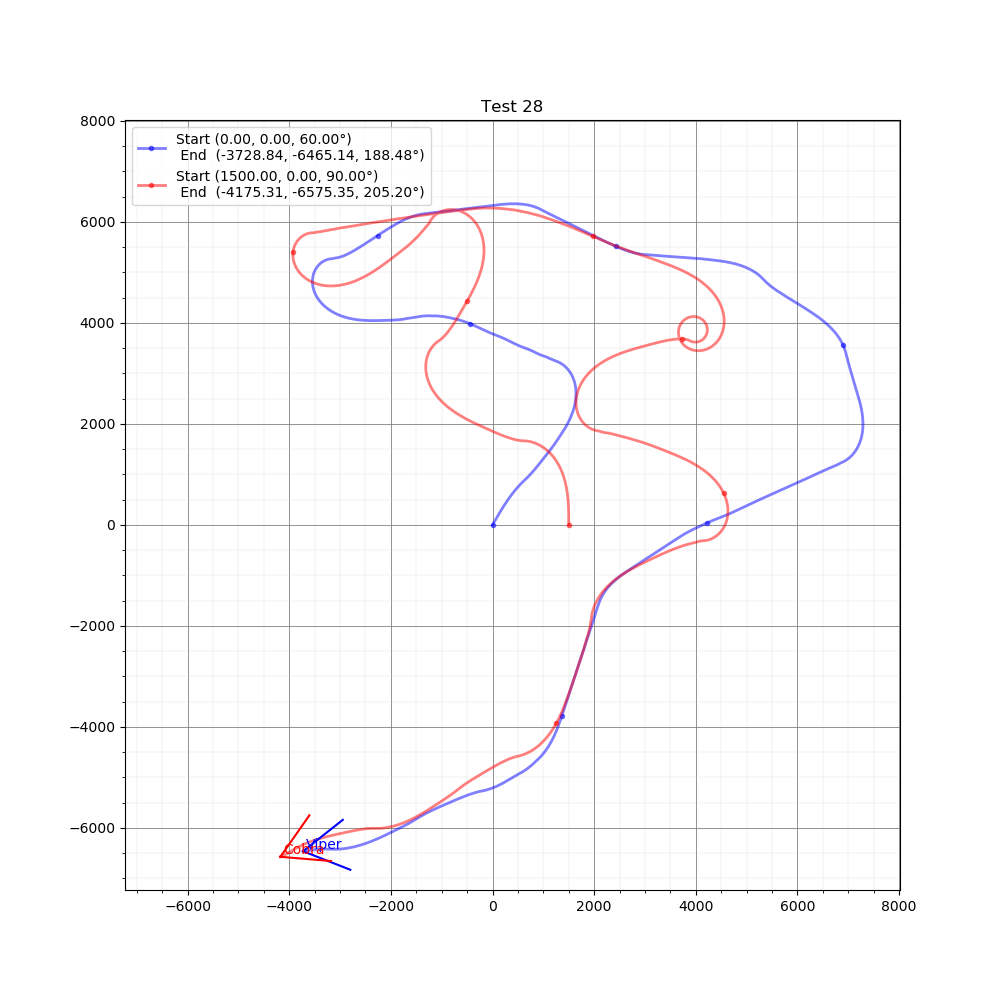 Test 28
Start (0.00, 0.00, 60.00°)
End (-3728.84, -6465.14, 188.48°)
Start (1500.00, 0.00, 90.00°)
End (-4175.31, -6575.35, 205.20°)
8000
6000
4000
2000
0
−2000
−4000
−6000
Viper
Cobra
−6000 −4000 −2000 0 2000 4000 6000 8000